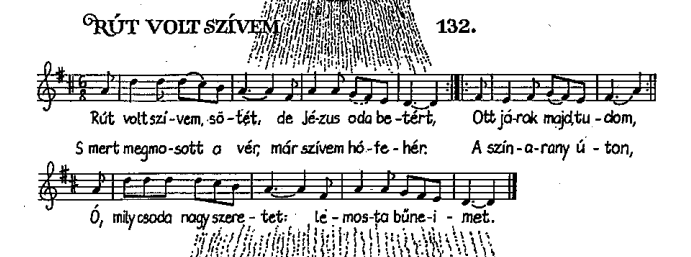 RÚT VOLT SZÍVEM 132.
Rút volt szí-vem, sö-tét, de Jé-zus oda be-tért, Ott já-rok majd, tu-dom,
S mert megmo-sott a vér, már szívem hó-fe-hér. A szín-a-rany ú-ton,
Ó, mily csoda nagy szere-tet: le-mos-ta bűne-i-met.